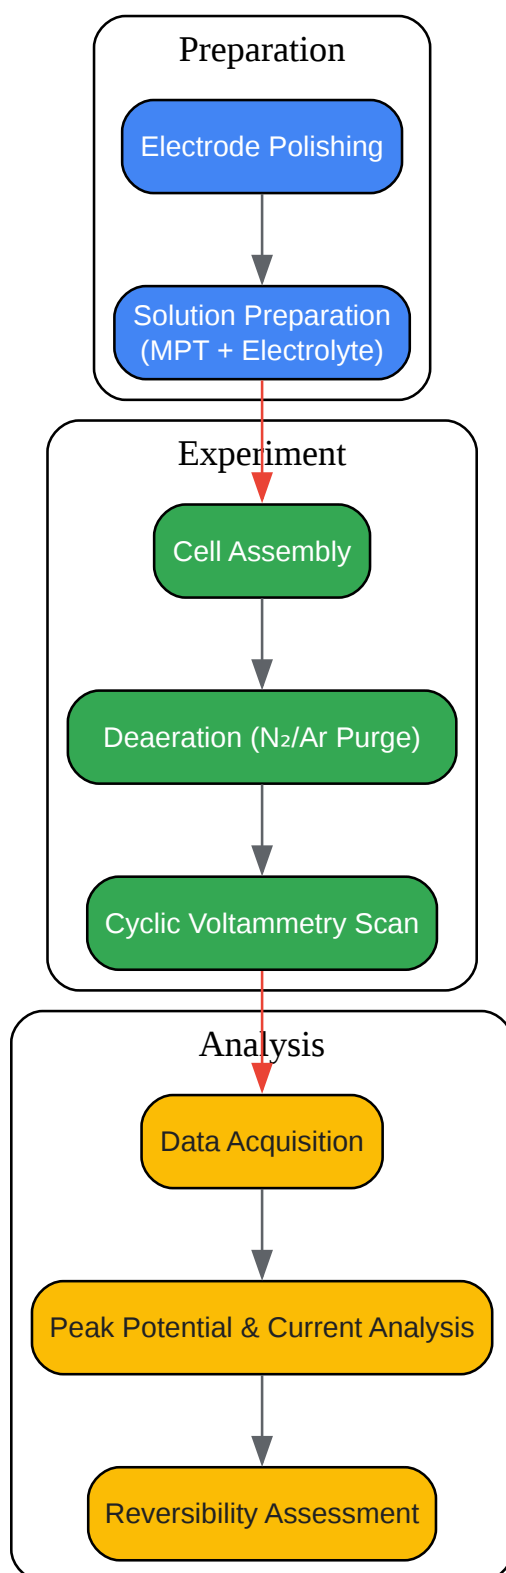 Preparation
Electrode Polishing
Solution Preparation
(MPT + Electrolyte)
Experiment
Cell Assembly
Deaeration (N₂/Ar Purge)
Cyclic Voltammetry Scan
Analysis
Data Acquisition
Peak Potential & Current Analysis
Reversibility Assessment